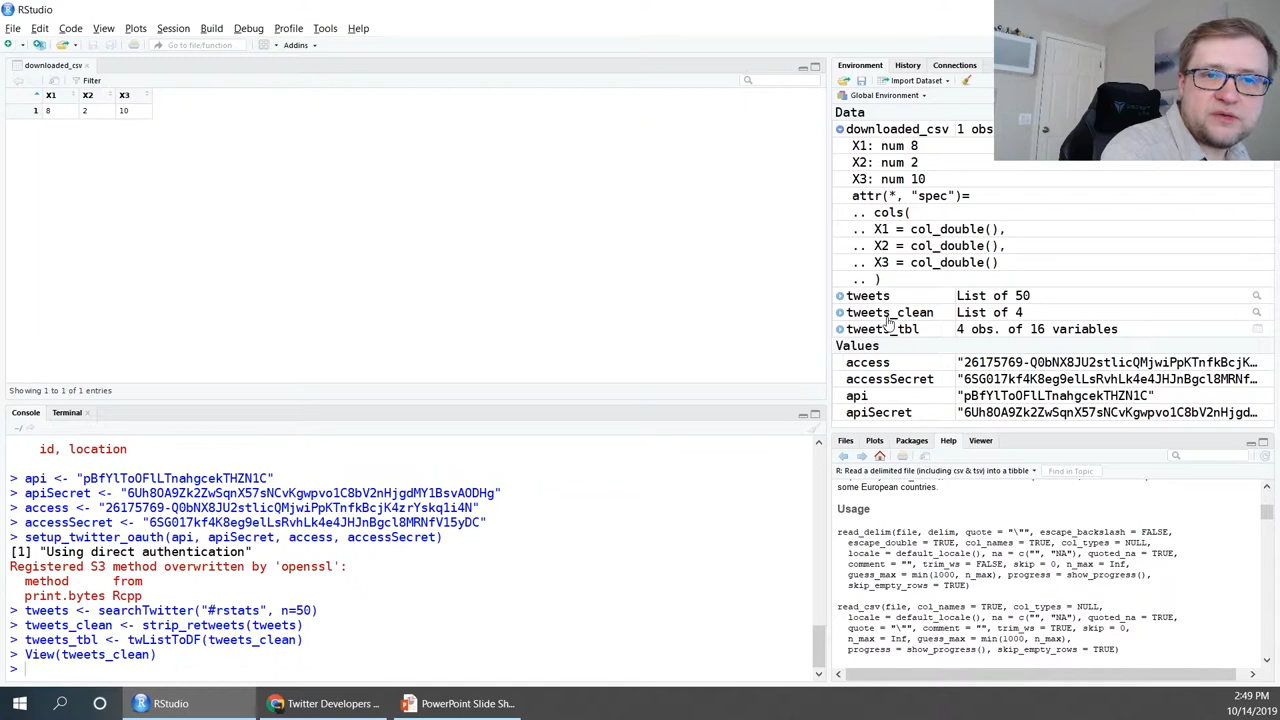 RStudio
File Edit Code View Plots Session Build Debug Profile Tools Help
Go to file/function Addins
downloaded_csv
Filter
X1 X2 X3
1 8 2 10
Showing 1 to 1 of 1 entries
Console Terminal
~/
id, location
> api <- "pBfYlToOFlLTnahgcekTHZN1C"
> apiSecret <- "6Uh8OA9Zk2ZwSqnX57sNCvKgwpvo1C8bV2nHjgdMY1BsvAODHg"
> access <- "26175769-Q0bNX8JU2stlicQMjwiPpKTnfkBcjK4zrYskq1i4N"
> accessSecret <- "6SG017kf4K8eg9elLsRvhLk4e4JHJnBgcl8MRNfV15yDC"
> setup_twitter_oauth(api, apiSecret, access, accessSecret)
[1] "Using direct authentication"
Registered S3 method overwritten by 'openssl':
method from
print.bytes Rcpp
> tweets <- searchTwitter("#rstats", n=50)
> tweets_clean <- strip_retweets(tweets)
> tweets_tbl <- twListToDF(tweets_clean)
> View(tweets_clean)
>
Environment History Connections
Import Dataset
Global Environment
Data
downloaded_csv 1 obs
X1: num 8
X2: num 2
X3: num 10
attr(*, "spec")=
.. cols(
.. X1 = col_double(),
.. X2 = col_double(),
.. X3 = col_double()
.. )
tweets List of 50
tweets_clean List of 4
tweets_tbl 4 obs. of 16 variables
Values
access "26175769-Q0bNX8JU2stlicQMjwiPpKTnfkBcjK…
accessSecret "6SG017kf4K8eg9elLsRvhLk4e4JHJnBgcl8MRNf…
api "pBfYlToOFlLTnahgcekTHZN1C"
apiSecret "6Uh8OA9Zk2ZwSqnX57sNCvKgwpvo1C8bV2nHjgd…
Files Plots Packages Help Viewer
R: Read a delimited file (including csv & tsv) into a tibble Find in Topic
some European countries.
Usage
read_delim(file, delim, quote = "\"", escape_backslash = FALSE,
escape_double = TRUE, col_names = TRUE, col_types = NULL,
locale = default_locale(), na = c("", "NA"), quoted_na = TRUE,
comment = "", trim_ws = FALSE, skip = 0, n_max = Inf,
guess_max = min(1000, n_max), progress = show_progress(),
skip_empty_rows = TRUE)
read_csv(file, col_names = TRUE, col_types = NULL,
locale = default_locale(), na = c("", "NA"), quoted_na = TRUE,
quote = "\"", comment = "", trim_ws = TRUE, skip = 0,
n_max = Inf, guess_max = min(1000, n_max),
progress = show_progress(), skip_empty_rows = TRUE)
RStudio Twitter Developers ... PowerPoint Slide Sh...
2:49 PM
10/14/2019